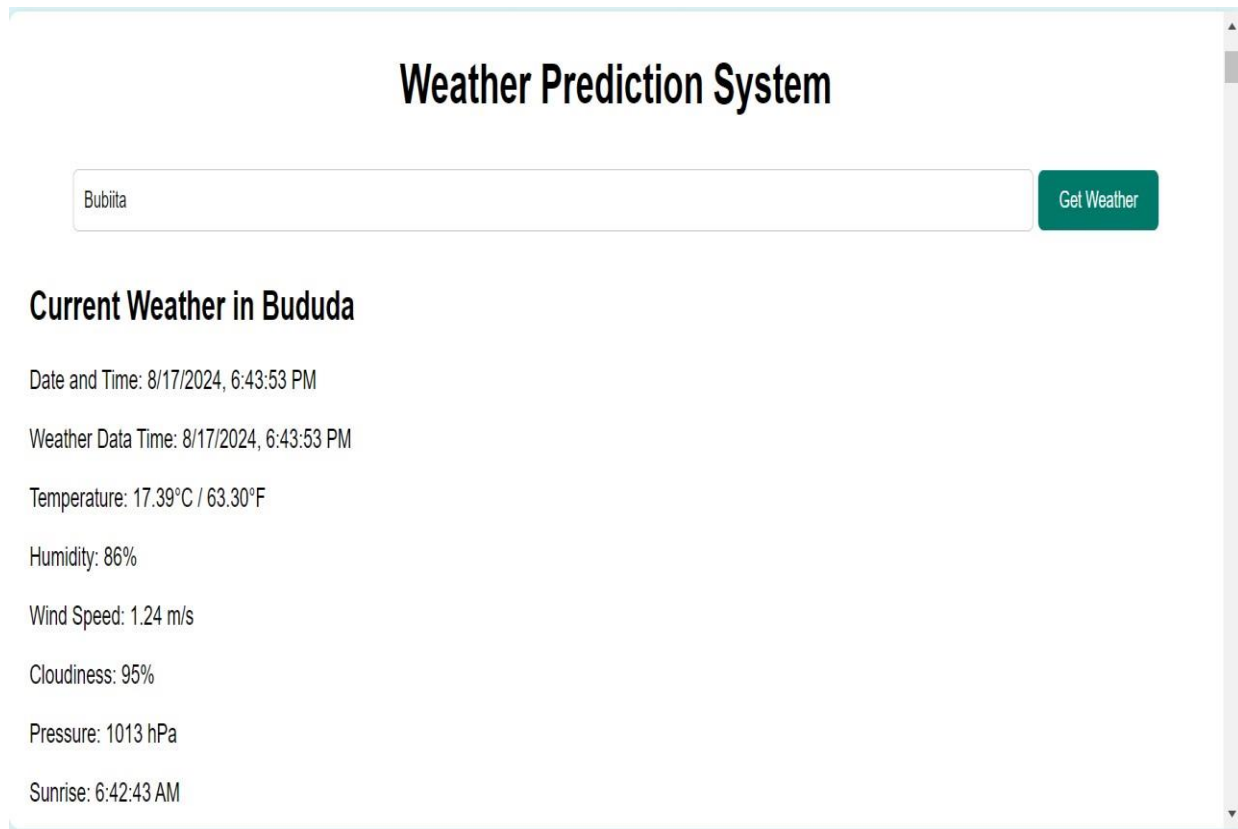 Weather Prediction System
Bubiita
Get Weather
Current Weather in Bududa
Date and Time: 8/17/2024, 6:43:53 PM
Weather Data Time: 8/17/2024, 6:43:53 PM
Temperature: 17.39°C / 63.30°F
Humidity: 86%
Wind Speed: 1.24 m/s
Cloudiness: 95%
Pressure: 1013 hPa
Sunrise: 6:42:43 AM